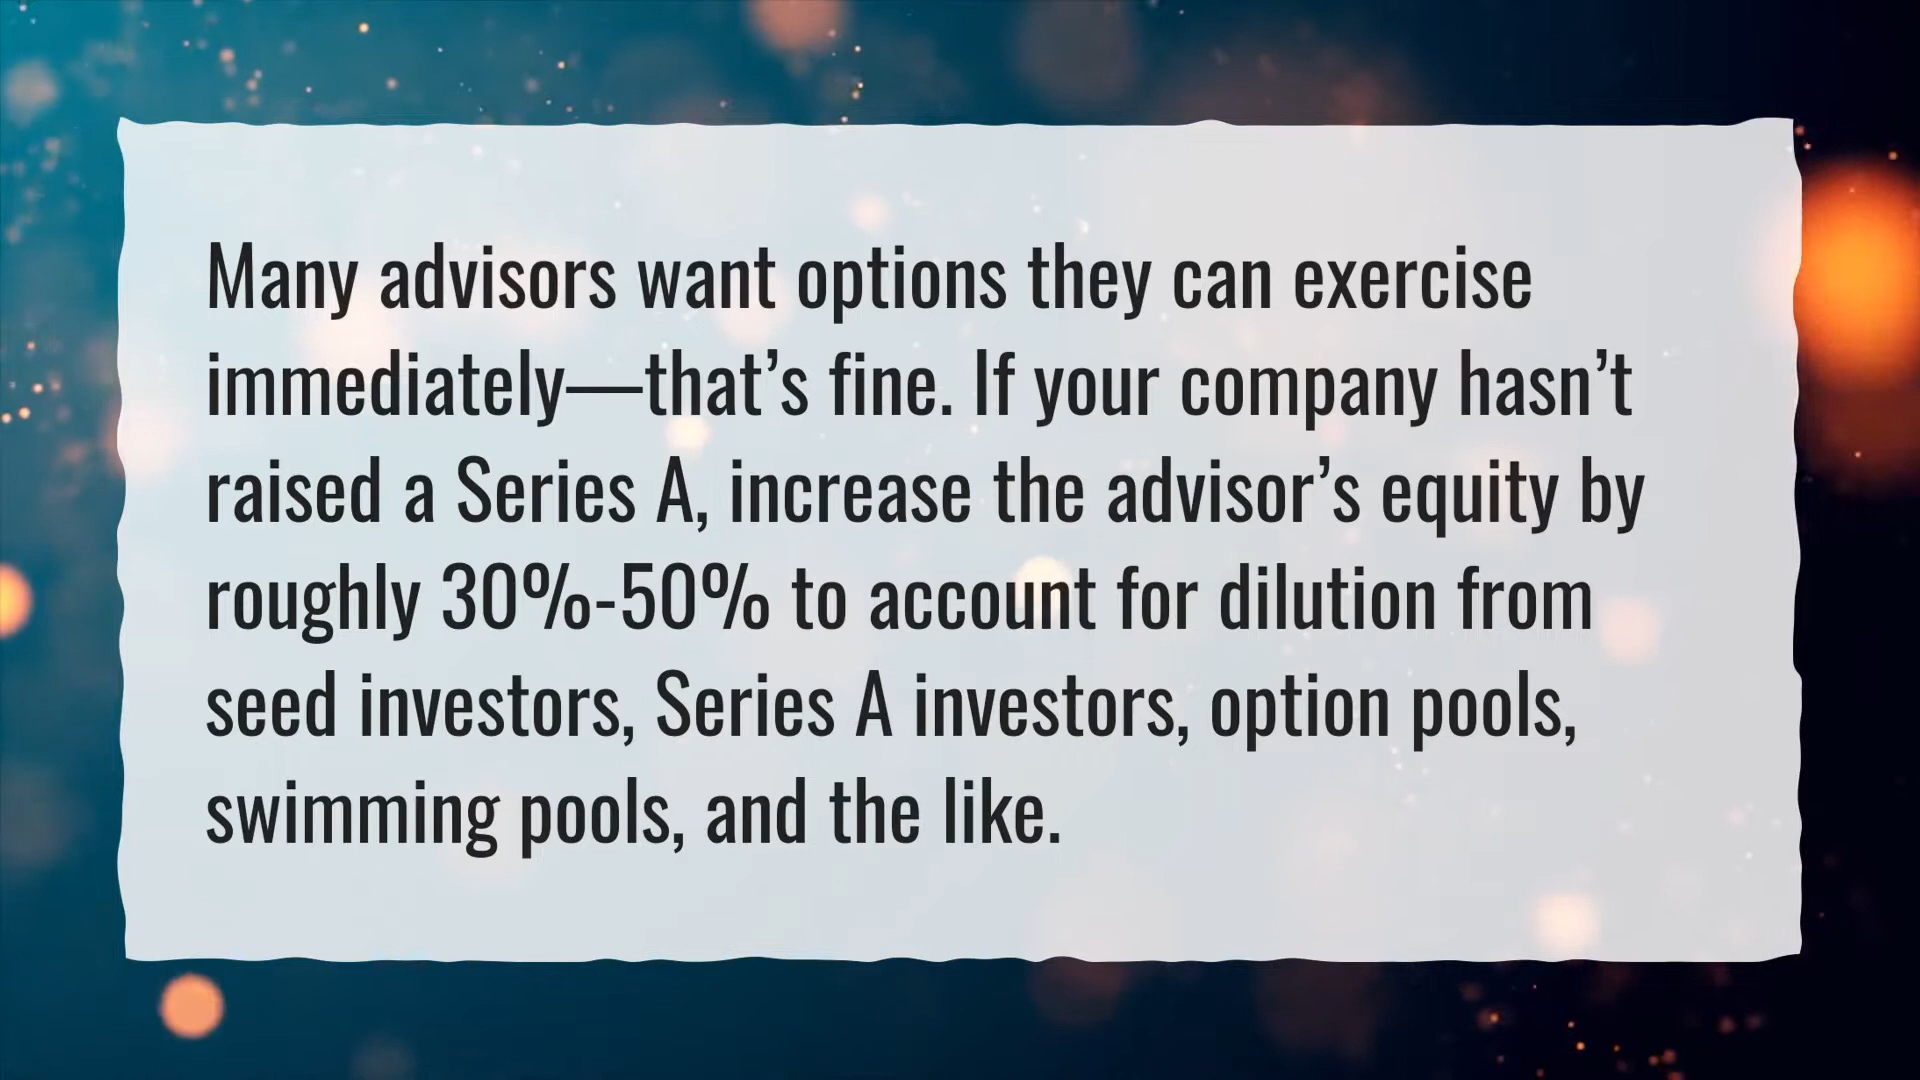 Many advisors want options they can exercise
immediately—that’s fine. If your company hasn’t
raised a Series A, increase the advisor’s equity by
roughly 30%-50% to account for dilution from
seed investors, Series A investors, option pools,
swimming pools, and the like.